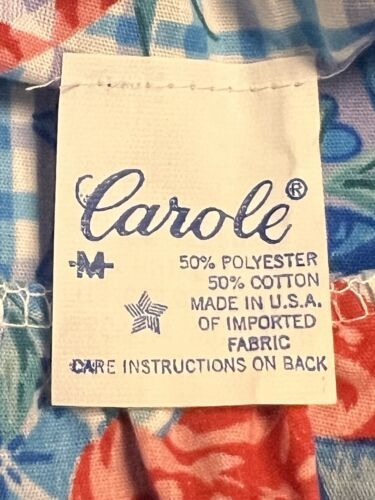 Carole®
M
50% POLYESTER
50% COTTON
MADE IN U.S.A.
OF IMPORTED
FABRIC
CARE INSTRUCTIONS ON BACK